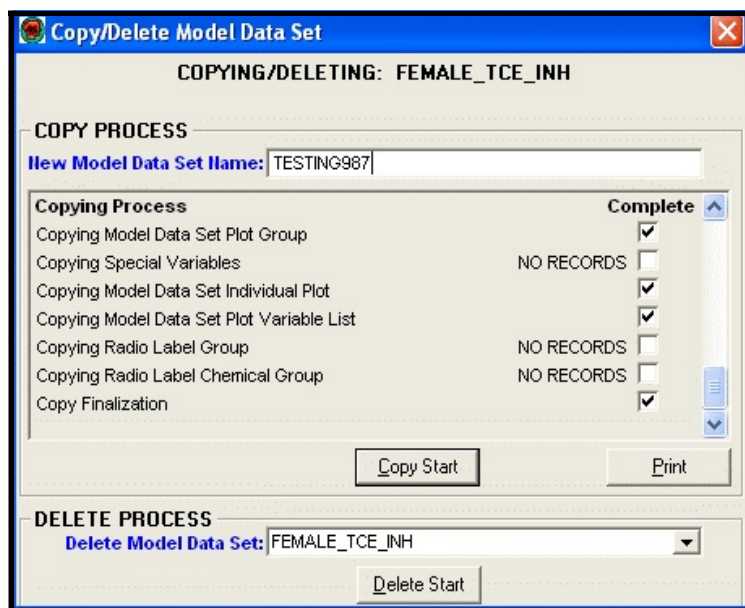 Copy/Delete Model Data Set
COPYING/DELETING: FEMALE_TCE_INH
COPY PROCESS
New Model Data Set Name: TESTING987
Copying Process Complete
Copying Model Data Set Plot Group
Copying Special Variables NO RECORDS
Copying Model Data Set Individual Plot
Copying Model Data Set Plot Variable List
Copying Radio Label Group NO RECORDS
Copying Radio Label Chemical Group NO RECORDS
Copy Finalization
Copy Start Print
DELETE PROCESS
Delete Model Data Set: FEMALE_TCE_INH
Delete Start